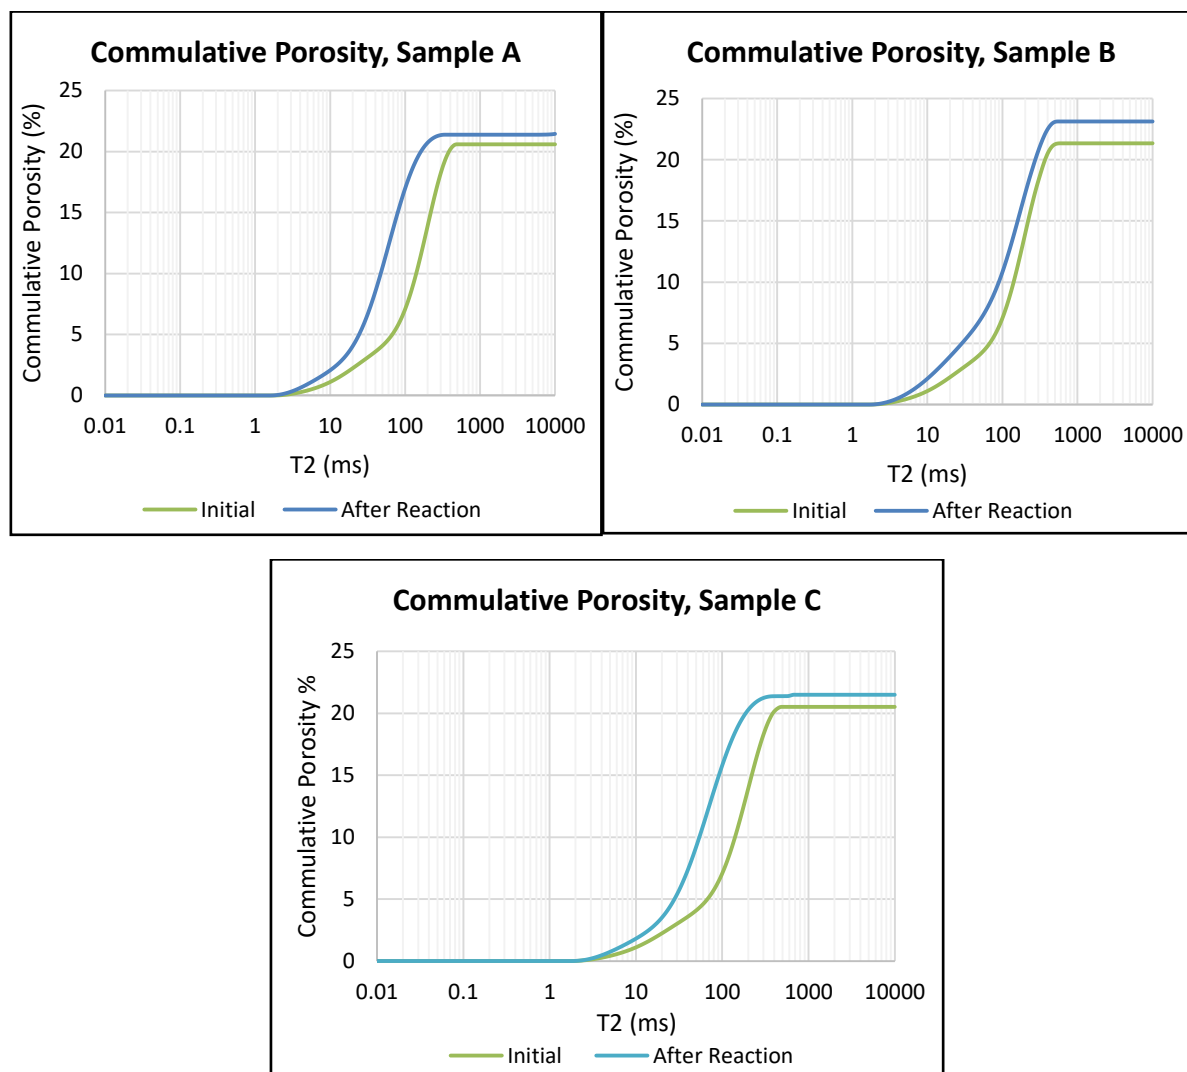 Commulative Porosity, Sample A
Commulative Porosity (%)
25
20
15
10
5
0
0.01 0.1 1 10 100 1000 10000
T2 (ms)
Initial After Reaction
Commulative Porosity, Sample B
Commulative Porosity (%)
25
20
15
10
5
0
0.01 0.1 1 10 100 1000 10000
T2 (ms)
Initial After Reaction
Commulative Porosity, Sample C
Commulative Porosity %
25
20
15
10
5
0
0.01 0.1 1 10 100 1000 10000
T2 (ms)
Initial After Reaction